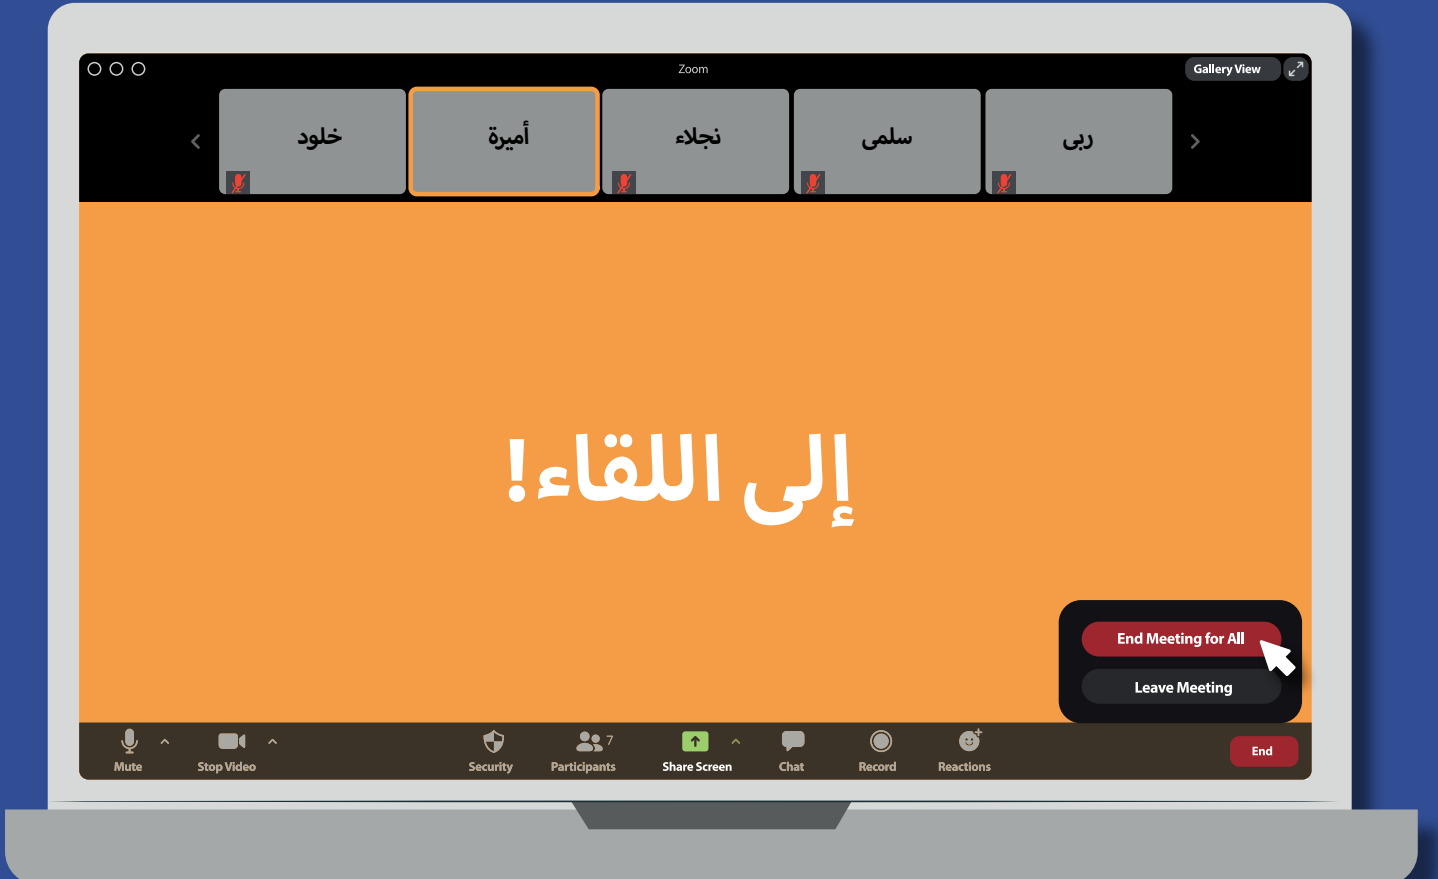 Zoom
Gallery View
خلود
أميرة
نجلاء
سلمى
ربى
إلى اللقاء!
End Meeting for All
Leave Meeting
Mute
Stop Video
Security
7
Participants
Share Screen
Chat
Record
Reactions
End